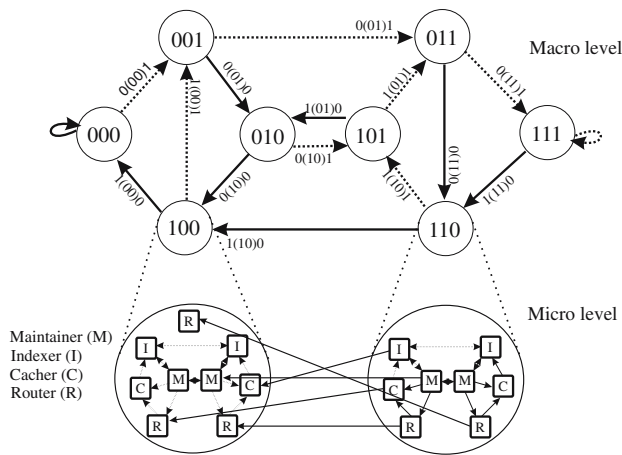 001
0(01)1
011
Macro level
0(00)1
0(01)0
1(00)1
1(01)1
0(11)1
000
010
1(01)0
101
111
0(10)1
1(00)0
0(10)0
1(10)1
0(11)0
1(11)0
100
1(10)0
110
Micro level
Maintainer (M)
Indexer (I)
Cacher (C)
Router (R)
R
I
I
I
I
M
M
M
M
C
C
C
C
R
R
R
R